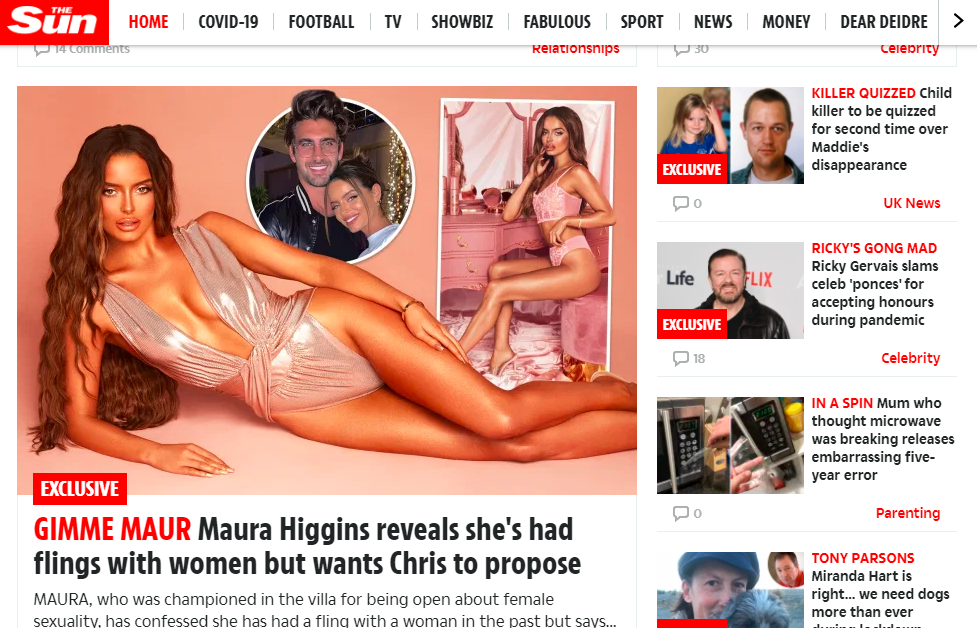 THE
Sun
HOME
COVID-19
FOOTBALL
TV
SHOWBIZ
FABULOUS
SPORT
NEWS
MONEY
DEAR DEIDRE
14 Comments
Relationships
30
Celebrity
EXCLUSIVE
GIMME MAUR Maura Higgins reveals she's had
flings with women but wants Chris to propose
MAURA, who was championed in the villa for being open about female
sexuality, has confessed she has had a fling with a woman in the past but says...
EXCLUSIVE
KILLER QUIZZED Child
killer to be quizzed
for second time over
Maddie's
disappearance
0
UK News
Life
FLIX
EXCLUSIVE
RICKY'S GONG MAD
Ricky Gervais slams
celeb 'ponces' for
accepting honours
during pandemic
18
Celebrity
IN A SPIN Mum who
thought microwave
was breaking releases
embarrassing five-
year error
0
Parenting
TONY PARSONS
Miranda Hart is
right... we need dogs
more than ever
during lockdown